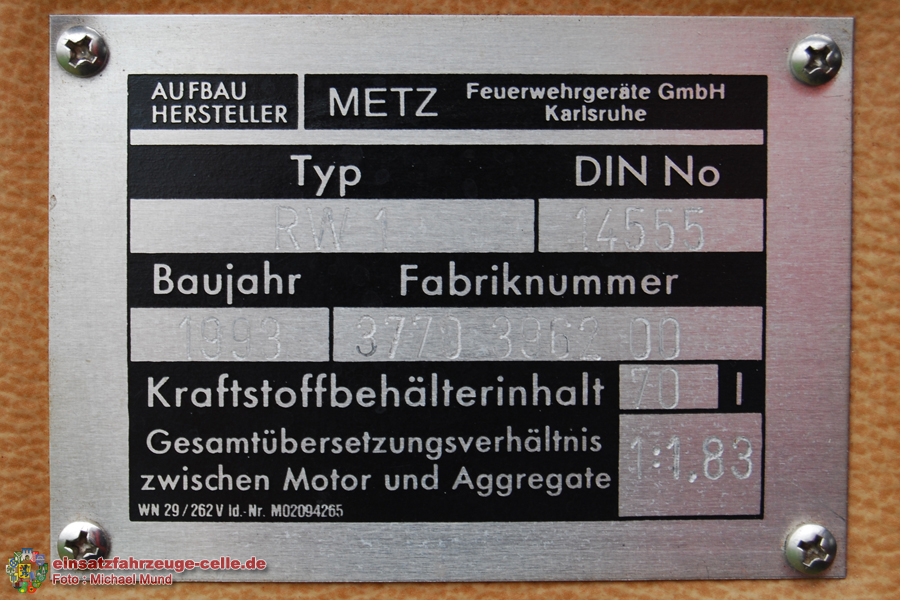 AUFBAU
HERSTELLER
METZ
Feuerwehrgeräte GmbH
Karlsruhe
Typ DIN No
RW 1 14555
Baujahr Fabriknummer
1993 3770 3962 00
Kraftstoffbehälterinhalt 70 l
Gesamtübersetzungsverhältnis
zwischen Motor und Aggregate 1:1.83
WN 29/262 V Id.-Nr. M02094265
einsatzfahrzeuge-celle.de
Foto : Michael Mund